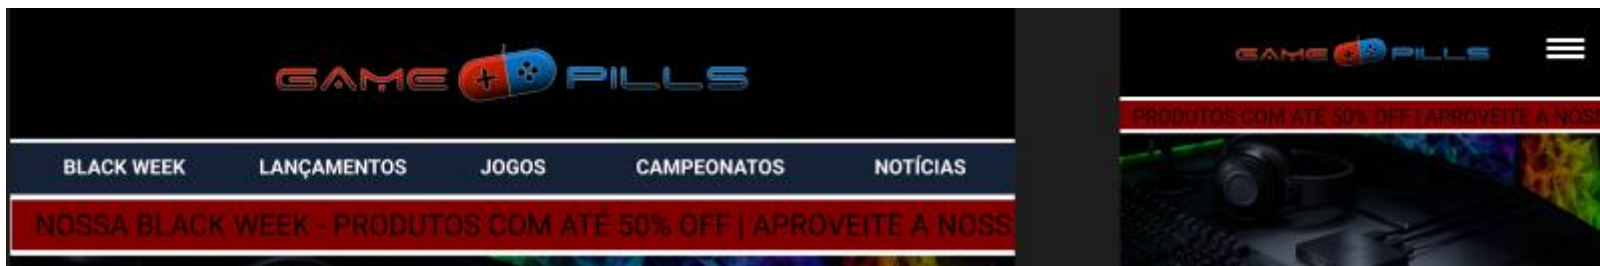 GAME PILLS
BLACK WEEK LANÇAMENTOS JOGOS CAMPEONATOS NOTÍCIAS
NOSSA BLACK WEEK - PRODUTOS COM ATÉ 50% OFF | APROVEITE A NOSS
GAME PILLS
PRODUTOS COM ATÉ 50% OFF | APROVEITE A NOSS